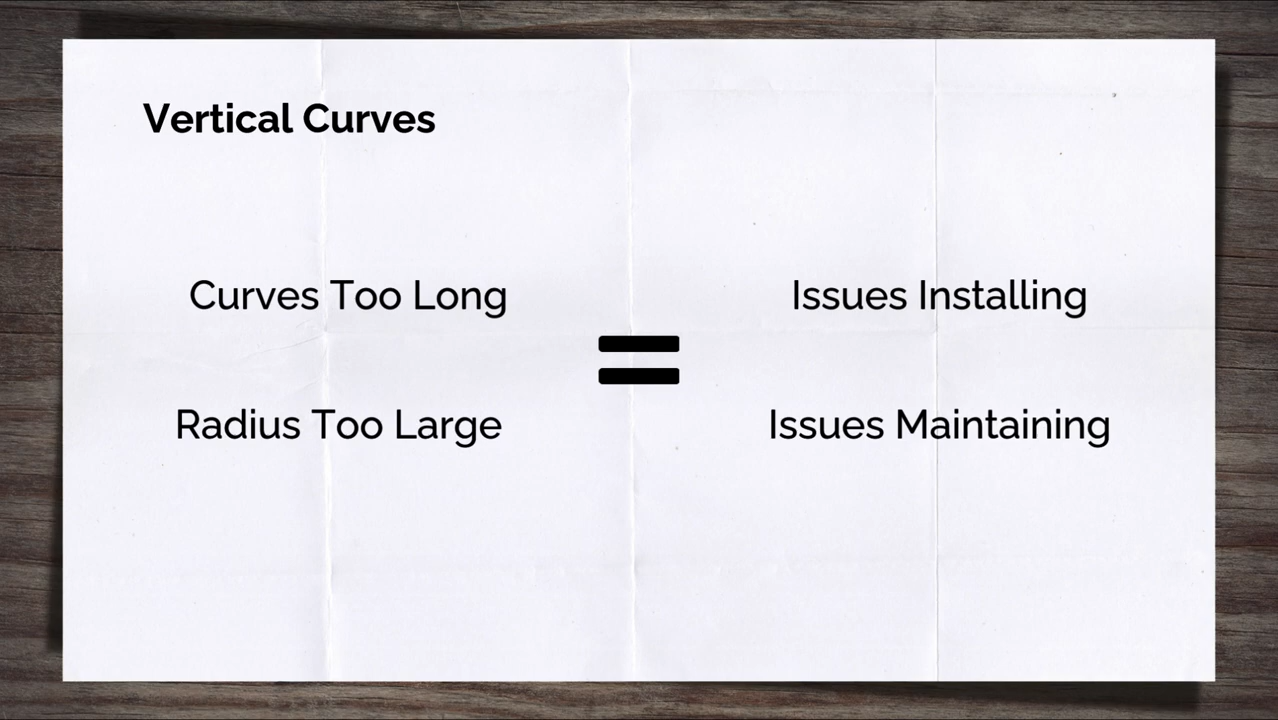 Vertical Curves
Curves Too Long
Radius Too Large
=
Issues Installing
Issues Maintaining